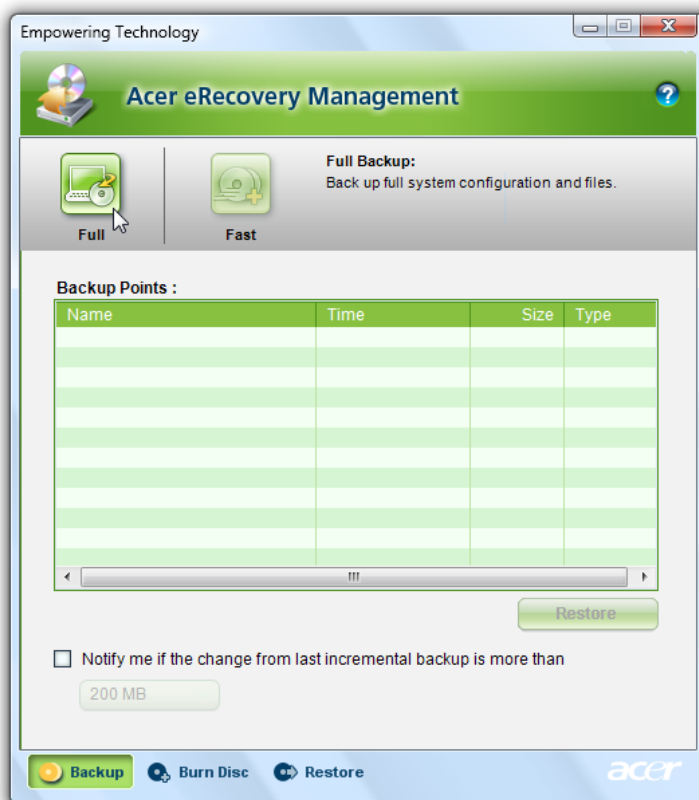 Empowering Technology
Acer eRecovery Management
Full Backup:
Back up full system configuration and files.
Full
Fast
Backup Points :
Name Time Size Type
Restore
Notify me if the change from last incremental backup is more than
200 MB
Backup Burn Disc Restore acer